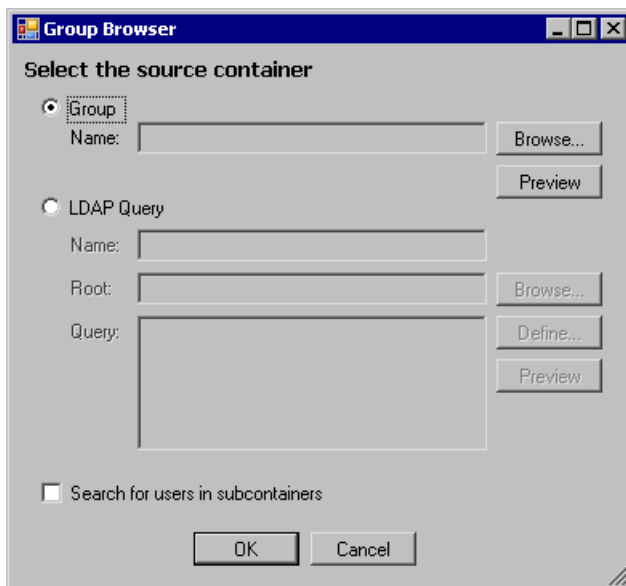 Group Browser
Select the source container
Group
Name:
Browse...
Preview
LDAP Query
Name:
Root:
Browse...
Query:
Define...
Preview
Search for users in subcontainers
OK
Cancel